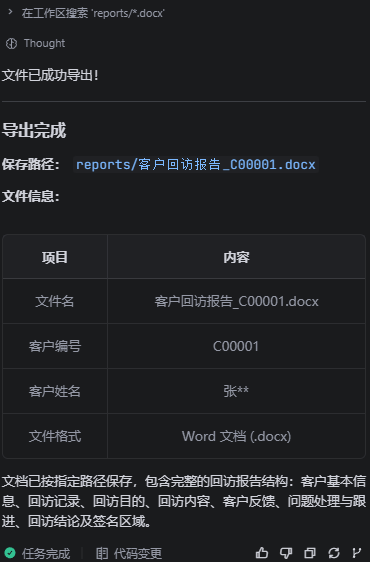 在工作区搜索 'reports/*.docx'
Thought
文件已成功导出！
导出完成
保存路径： reports/客户回访报告_C00001.docx
文件信息：
项目 内容
文件名 客户回访报告_C00001.docx
客户编号 C00001
客户姓名 张**
文件格式 Word 文档 (.docx)
文档已按指定路径保存，包含完整的回访报告结构：客户基本信
息、回访记录、回访目的、回访内容、客户反馈、问题处理与跟
进、回访结论及签名区域。
任务完成 代码变更